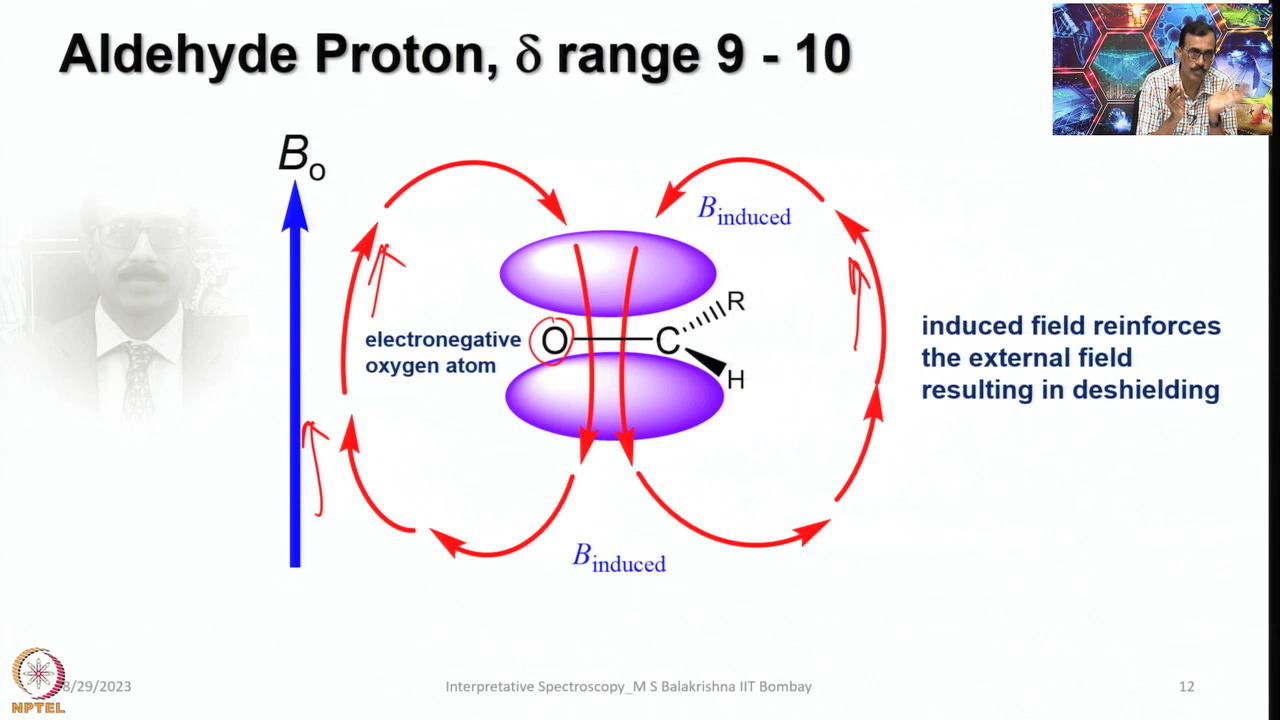 Aldehyde Proton, δ range 9 - 10
Bo
Binduced
R
electronegative
oxygen atom
O
C
H
induced field reinforces
the external field
resulting in deshielding
Binduced
8/29/2023
Interpretative Spectroscopy_M S Balakrishna IIT Bombay
12
NPTEL